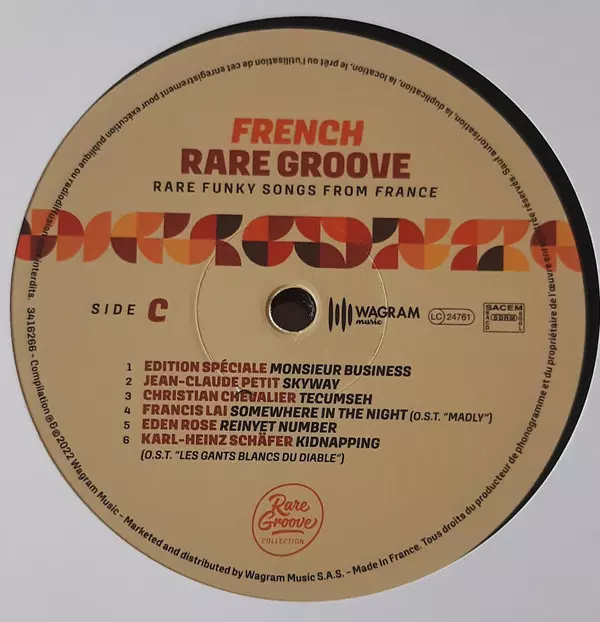 FRENCH
RARE GROOVE
RARE FUNKY SONGS FROM FRANCE
SIDE C
WAGRAM
music
LC 24761
SACEM
SDRM
1 EDITION SPÉCIALE MONSIEUR BUSINESS
2 JEAN-CLAUDE PETIT SKYWAY
3 CHRISTIAN CHEVALIER TECUMSEH
4 FRANCIS LAI SOMEWHERE IN THE NIGHT (O.S.T. “MADLY”)
5 EDEN ROSE REINYET NUMBER
6 KARL-HEINZ SCHÄFER KIDNAPPING
(O.S.T. “LES GANTS BLANCS DU DIABLE”)
Rare
Groove
COLLECTION
3416266 – Compilation ℗&©2022 Wagram Music – Marketed and distributed by Wagram Music S.A.S. – Made in France. Tous droits du producteur de phonogramme et du propriétaire de l'œuvre enregistrée réservés. Sauf autorisation, la duplication, la location, le prêt ou l'utilisation de cet enregistrement pour exécution publique ou radiodiffusion interdits.